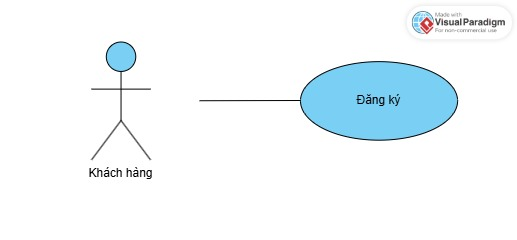 Made with
Visual Paradigm
For non-commercial use
Đăng ký
Khách hàng